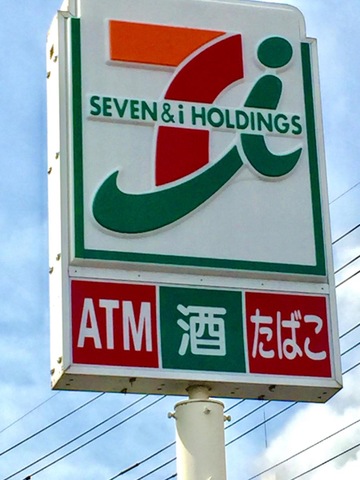 SEVEN & i HOLDINGS
ATM 酒 たばこ